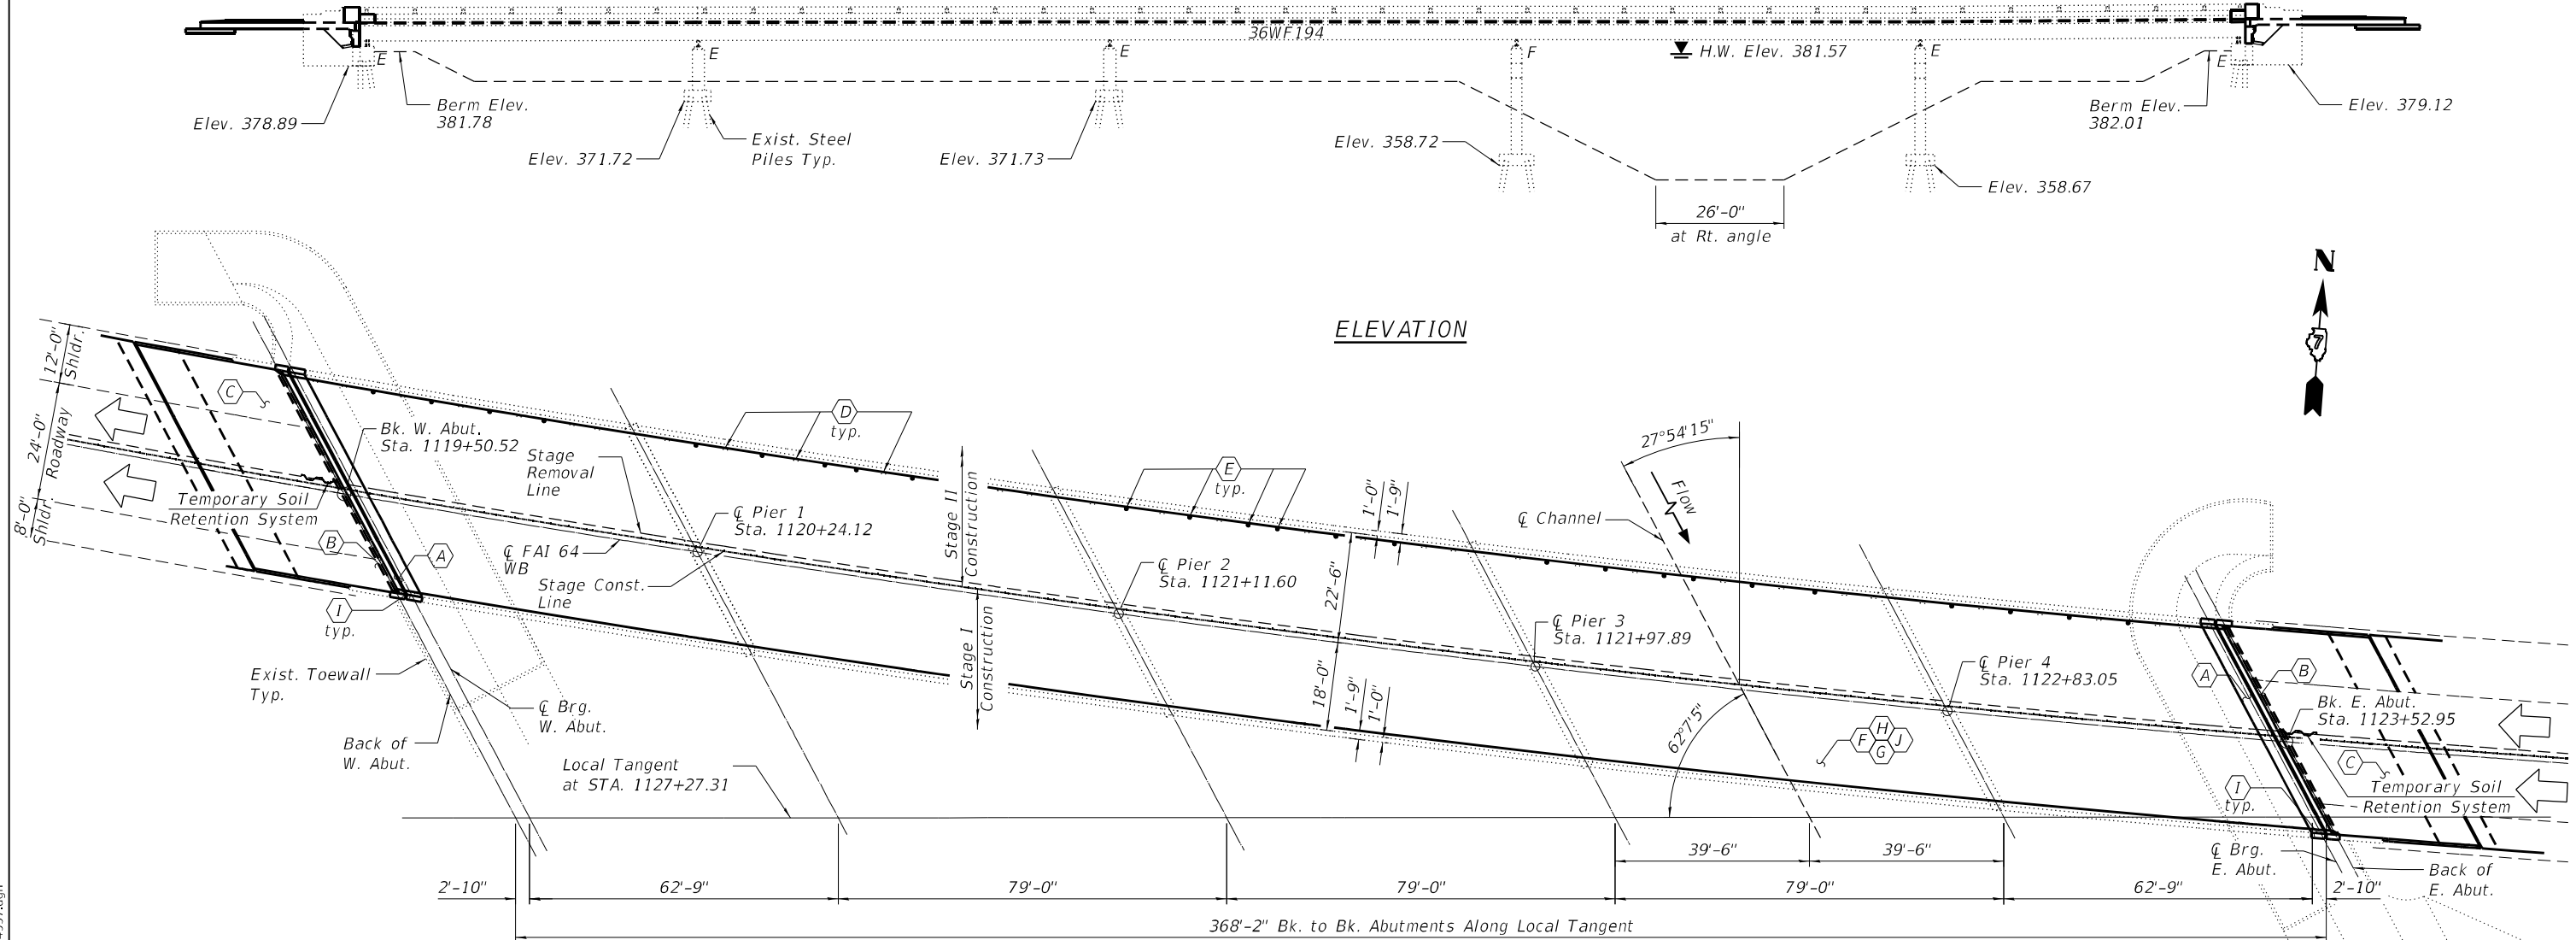 36WF194
H.W. Elev. 381.57
E
E
E
F
E
E
Berm Elev.
381.78
Elev. 378.89
Exist. Steel
Piles Typ.
Elev. 371.72
Elev. 371.73
Elev. 358.72
Elev. 358.67
Berm Elev.
382.01
Elev. 379.12
26'-0"
at Rt. angle
ELEVATION
N
7
12'-0"
Shldr.
24'-0"
Roadway
8'-0"
Shldr.
C
Bk. W. Abut.
Sta. 1119+50.52
Temporary Soil
Retention System
B
A
I
typ.
Stage
Removal
Line
D
typ.
℄ Pier 1
Sta. 1120+24.12
℄ FAI 64
WB
Stage Const.
Line
Stage II
Construction
Stage I
Construction
E
typ.
℄ Pier 2
Sta. 1121+11.60
1'-0"
1'-9"
22'-6"
18'-0"
1'-9"
1'-0"
27°54'15"
Flow
℄ Channel
℄ Pier 3
Sta. 1121+97.89
62°7'5"
℄ Pier 4
Sta. 1122+83.05
F
H
G
J
A
B
Bk. E. Abut.
Sta. 1123+52.95
C
I
typ.
Temporary Soil
Retention System
Exist. Toewall
Typ.
℄ Brg.
W. Abut.
Back of
W. Abut.
Local Tangent
at STA. 1127+27.31
℄ Brg.
E. Abut.
Back of
E. Abut.
39'-6"
39'-6"
2'-10"
62'-9"
79'-0"
79'-0"
79'-0"
62'-9"
2'-10"
368'-2" Bk. to Bk. Abutments Along Local Tangent